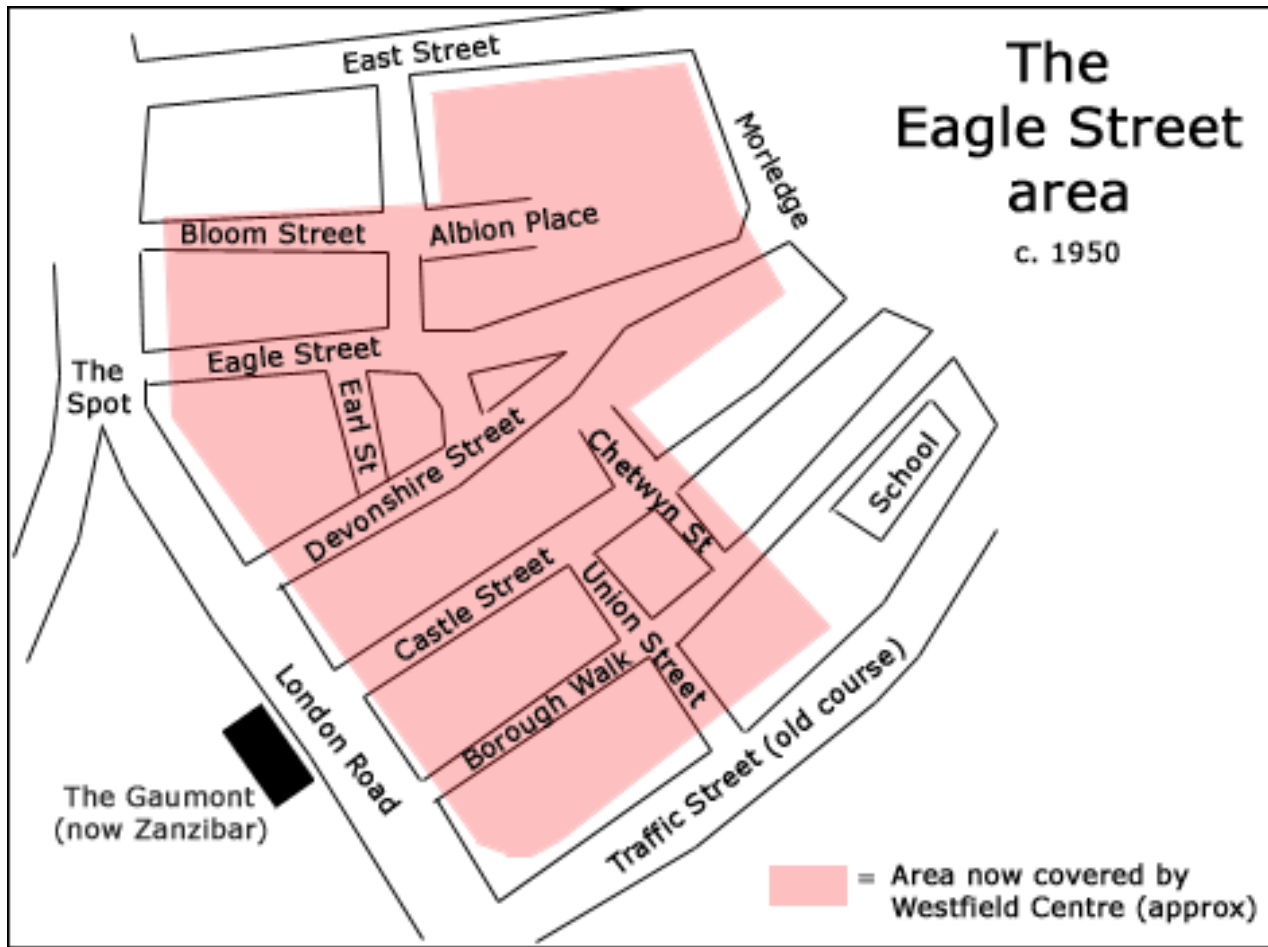 The
Eagle Street
area
c. 1950
East Street
Morledge
Bloom Street
Albion Place
Eagle Street
The
Spot
Earl St
Devonshire Street
Chetwyn St
School
Castle Street
Union Street
Borough Walk
London Road
Traffic Street (old course)
The Gaumont
(now Zanzibar)
= Area now covered by
Westfield Centre (approx)